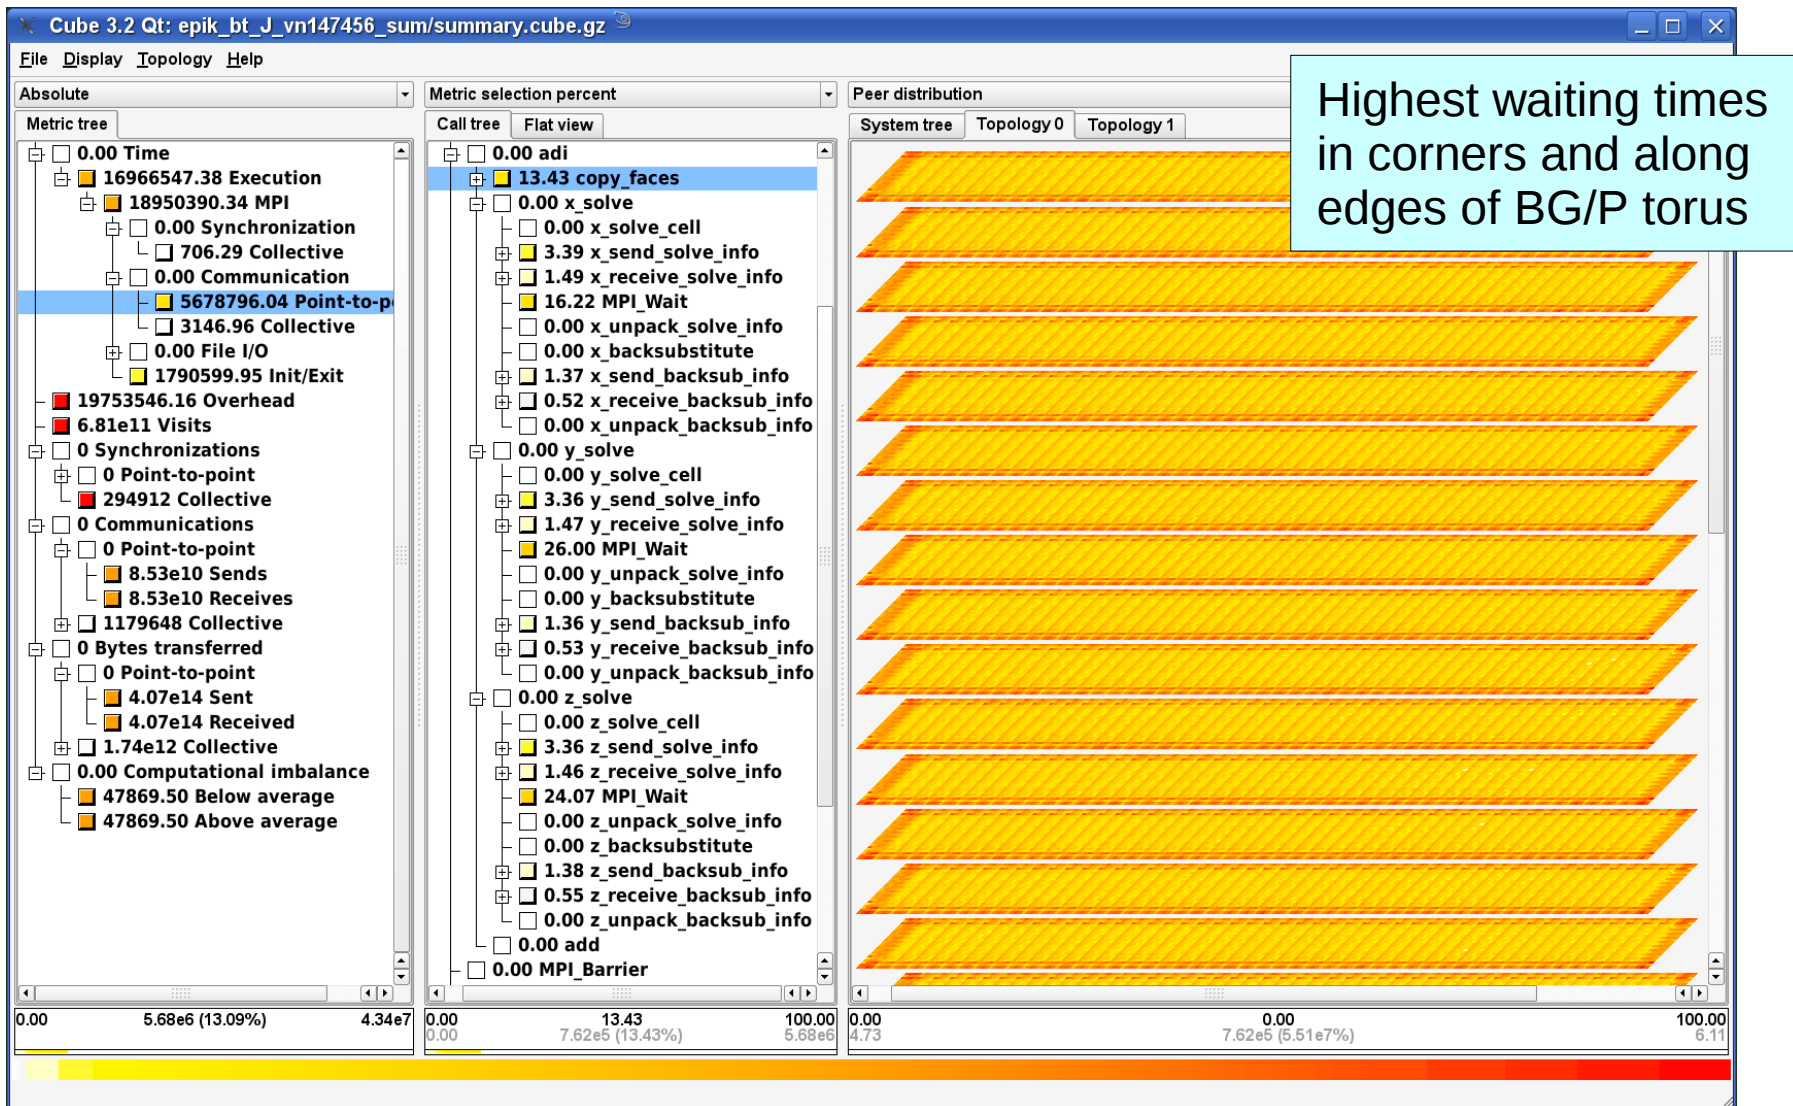 Cube 3.2 Qt: epik_bt_J_vn147456_sum/summary.cube.gz
File Display Topology Help
Absolute
Metric tree
0.00 Time
16966547.38 Execution
18950390.34 MPI
0.00 Synchronization
706.29 Collective
0.00 Communication
5678796.04 Point-to-p
3146.96 Collective
0.00 File I/O
1790599.95 Init/Exit
19753546.16 Overhead
6.81e11 Visits
0 Synchronizations
0 Point-to-point
294912 Collective
0 Communications
0 Point-to-point
8.53e10 Sends
8.53e10 Receives
1179648 Collective
0 Bytes transferred
0 Point-to-point
4.07e14 Sent
4.07e14 Received
1.74e12 Collective
0.00 Computational imbalance
47869.50 Below average
47869.50 Above average
0.00 5.68e6 (13.09%) 4.34e7
Metric selection percent
Call tree Flat view
0.00 adi
13.43 copy_faces
0.00 x_solve
0.00 x_solve_cell
3.39 x_send_solve_info
1.49 x_receive_solve_info
16.22 MPI_Wait
0.00 x_unpack_solve_info
0.00 x_backsubstitute
1.37 x_send_backsub_info
0.52 x_receive_backsub_info
0.00 x_unpack_backsub_info
0.00 y_solve
0.00 y_solve_cell
3.36 y_send_solve_info
1.47 y_receive_solve_info
26.00 MPI_Wait
0.00 y_unpack_solve_info
0.00 y_backsubstitute
1.36 y_send_backsub_info
0.53 y_receive_backsub_info
0.00 y_unpack_backsub_info
0.00 z_solve
0.00 z_solve_cell
3.36 z_send_solve_info
1.46 z_receive_solve_info
24.07 MPI_Wait
0.00 z_unpack_solve_info
0.00 z_backsubstitute
1.38 z_send_backsub_info
0.55 z_receive_backsub_info
0.00 z_unpack_backsub_info
0.00 add
0.00 MPI_Barrier
0.00 13.43 100.00
0.00 7.62e5 (13.43%) 5.68e6
Peer distribution
System tree Topology 0 Topology 1
Highest waiting times
in corners and along
edges of BG/P torus
0.00 0.00 100.00
4.73 7.62e5 (5.51e7%) 6.11